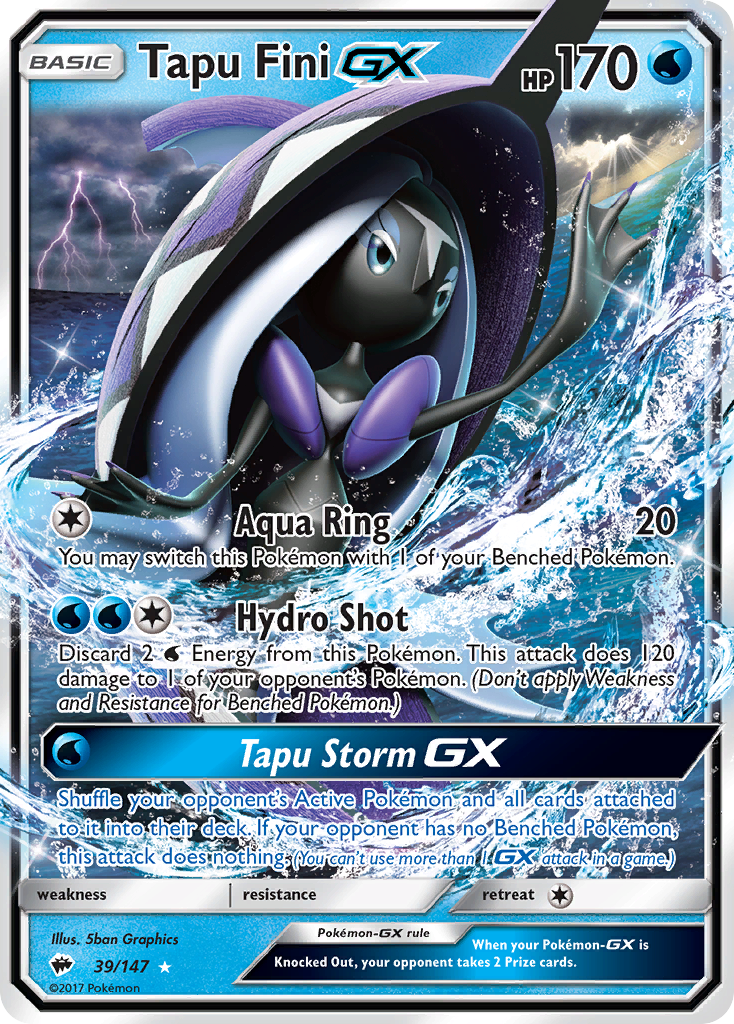 BASIC Tapu Fini GX HP 170
Aqua Ring 20
You may switch this Pokémon with 1 of your Benched Pokémon.
Hydro Shot
Discard 2 Energy from this Pokémon. This attack does 120
damage to 1 of your opponent's Pokémon. (Don't apply Weakness
and Resistance for Benched Pokémon.)
Tapu Storm GX
Shuffle your opponent's Active Pokémon and all cards attached
to it into their deck. If your opponent has no Benched Pokémon,
this attack does nothing. (You can't use more than 1 GX attack in a game.)
weakness resistance retreat
Illus. 5ban Graphics
39/147
©2017 Pokémon
Pokémon-GX rule
When your Pokémon-GX is
Knocked Out, your opponent takes 2 Prize cards.